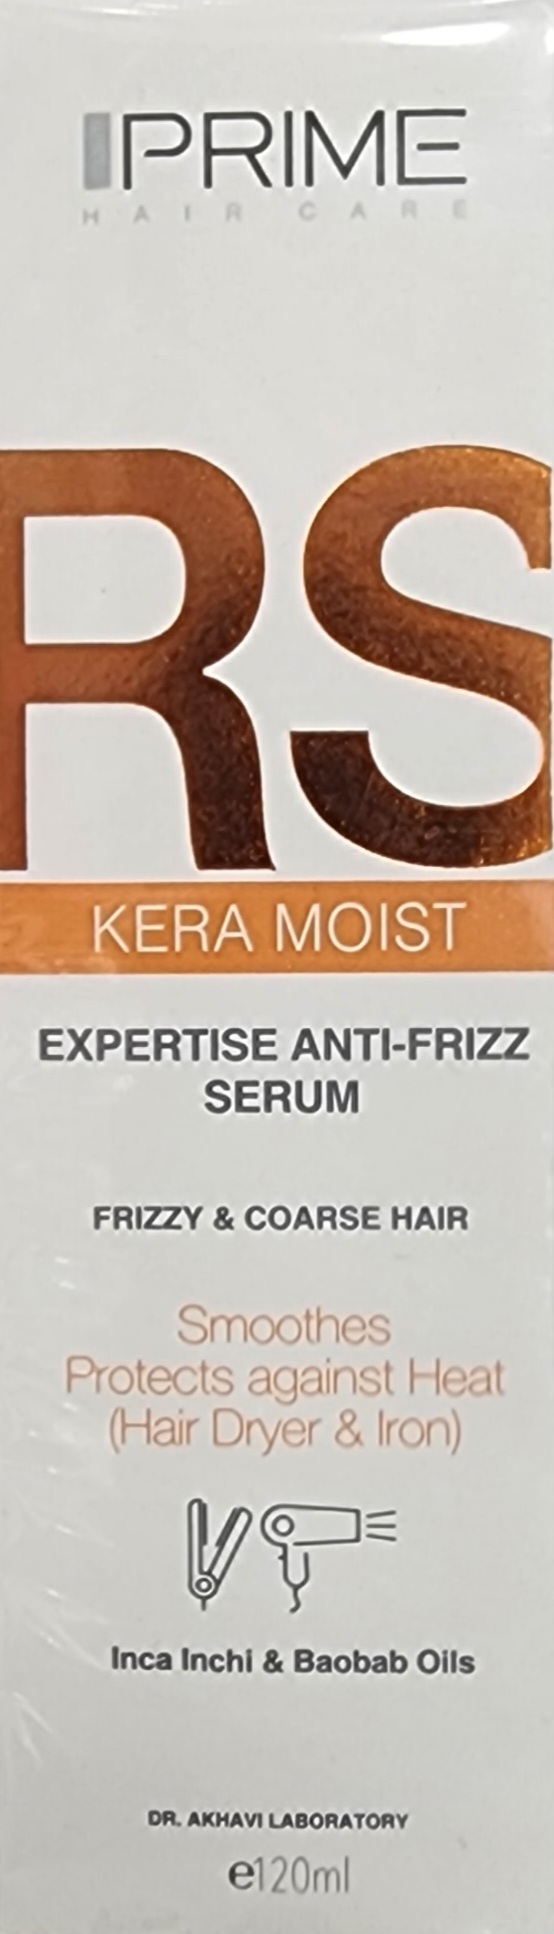 PRIME
HAIR CARE
RS
KERA MOIST
EXPERTISE ANTI-FRIZZ
SERUM
FRIZZY & COARSE HAIR
Smoothes
Protects against Heat
(Hair Dryer & Iron)
Inca Inchi & Baobab Oils
DR. AKHAVI LABORATORY
℮120ml